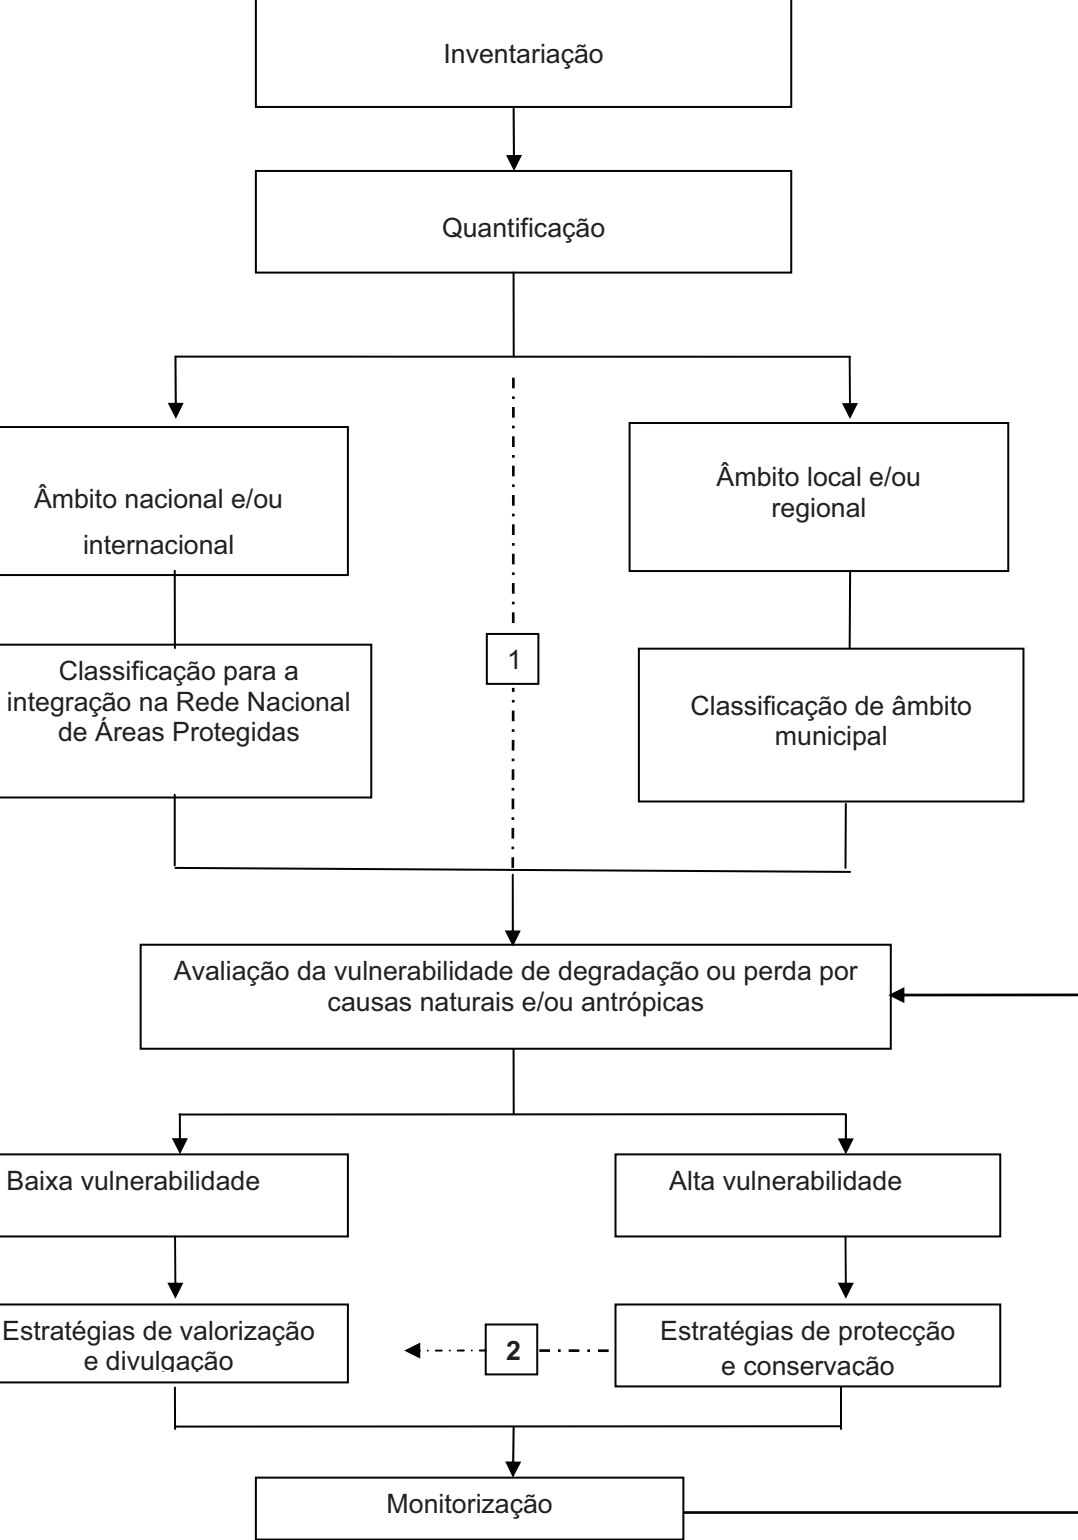 Inventariação
Quantificação
Âmbito nacional e/ou
internacional
Âmbito local e/ou
regional
1
Classificação para a
integração na Rede Nacional
de Áreas Protegidas
Classificação de âmbito
municipal
Avaliação da vulnerabilidade de degradação ou perda por
causas naturais e/ou antrópicas
Baixa vulnerabilidade
Alta vulnerabilidade
Estratégias de valorização
e divulgação
2
Estratégias de protecção
e conservação
Monitorização